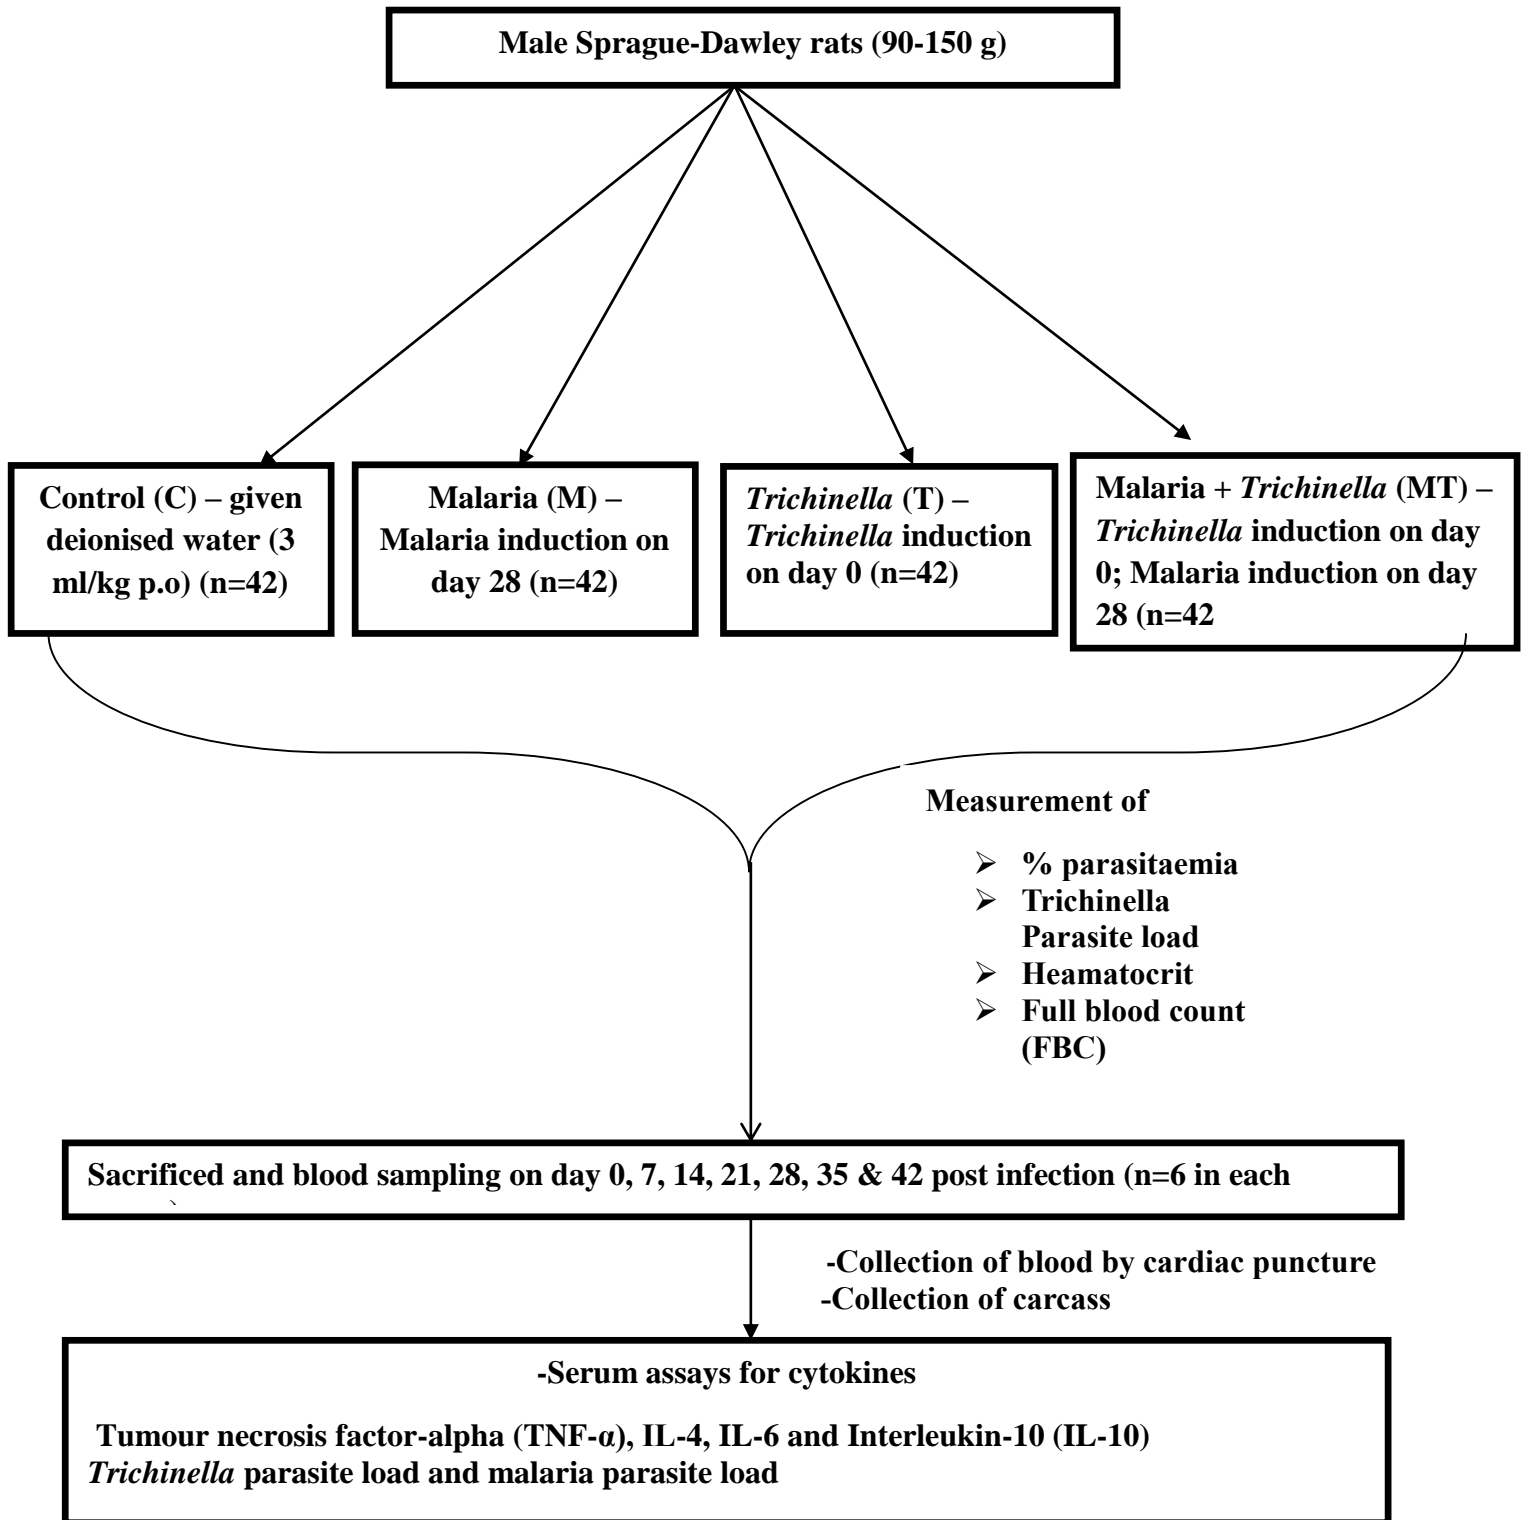 Male Sprague-Dawley rats (90-150 g)
Control (C) – given
deionised water (3
ml/kg p.o) (n=42)
Malaria (M) –
Malaria induction on
day 28 (n=42)
Trichinella (T) –
Trichinella induction
on day 0 (n=42)
Malaria + Trichinella (MT) –
Trichinella induction on day
0; Malaria induction on day
28 (n=42
Measurement of
➢ % parasitaemia
➢ Trichinella
Parasite load
➢ Heamatocrit
➢ Full blood count
(FBC)
Sacrificed and blood sampling on day 0, 7, 14, 21, 28, 35 & 42 post infection (n=6 in each
-Collection of blood by cardiac puncture
-Collection of carcass
-Serum assays for cytokines
Tumour necrosis factor-alpha (TNF-α), IL-4, IL-6 and Interleukin-10 (IL-10)
Trichinella parasite load and malaria parasite load